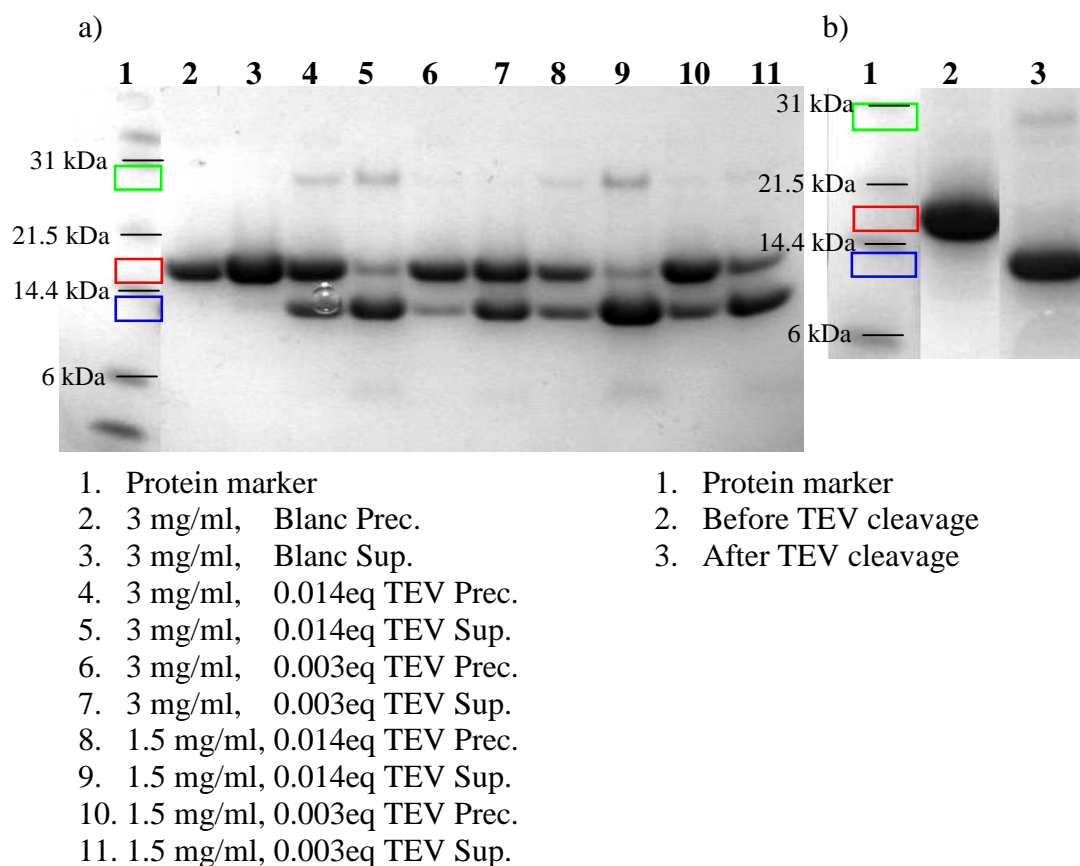 a)
1 2 3 4 5 6 7 8 9 10 11
31 kDa
21.5 kDa
14.4 kDa
6 kDa
1. Protein marker
2. 3 mg/ml, Blanc Prec.
3. 3 mg/ml, Blanc Sup.
4. 3 mg/ml, 0.014eq TEV Prec.
5. 3 mg/ml, 0.014eq TEV Sup.
6. 3 mg/ml, 0.003eq TEV Prec.
7. 3 mg/ml, 0.003eq TEV Sup.
8. 1.5 mg/ml, 0.014eq TEV Prec.
9. 1.5 mg/ml, 0.014eq TEV Sup.
10. 1.5 mg/ml, 0.003eq TEV Prec.
11. 1.5 mg/ml, 0.003eq TEV Sup.
b)
1 2 3
31 kDa
21.5 kDa
14.4 kDa
6 kDa
1. Protein marker
2. Before TEV cleavage
3. After TEV cleavage